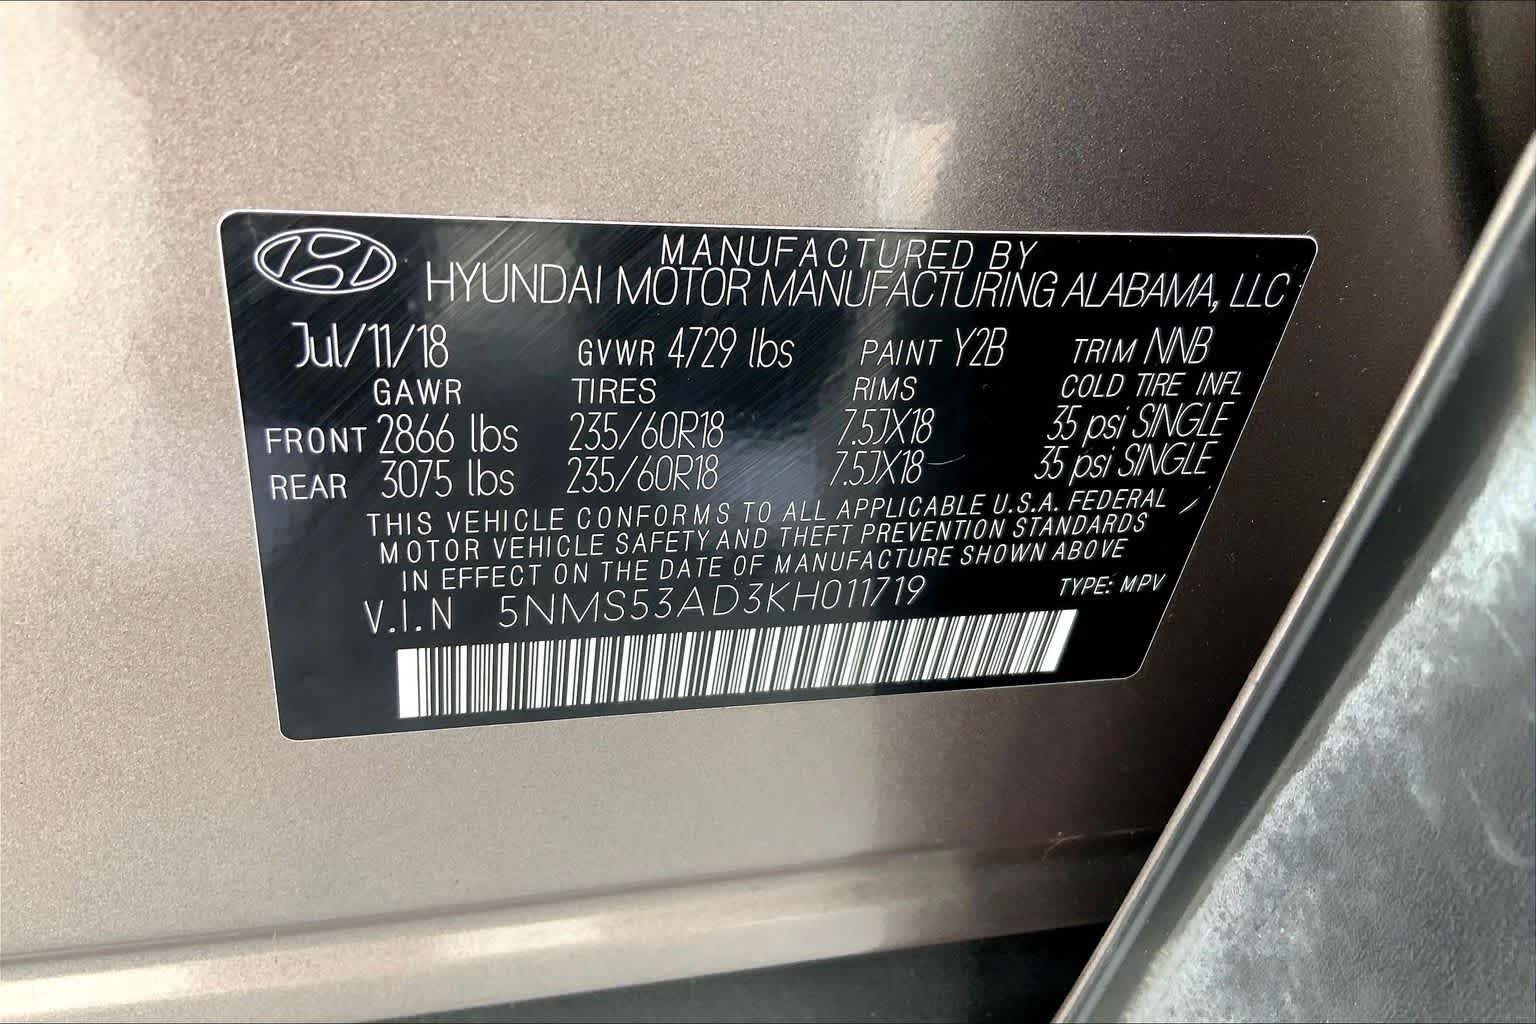 MANUFACTURED BY
HYUNDAI MOTOR MANUFACTURING ALABAMA, LLC
Jul/11/18 GVWR 4729 lbs PAINT Y2B TRIM NNB
GAWR TIRES RIMS COLD TIRE INFL
FRONT 2866 lbs 235/60R18 7.5JX18 35 psi SINGLE
REAR 3075 lbs 235/60R18 7.5JX18 35 psi SINGLE
THIS VEHICLE CONFORMS TO ALL APPLICABLE U.S.A. FEDERAL
MOTOR VEHICLE SAFETY AND THEFT PREVENTION STANDARDS
IN EFFECT ON THE DATE OF MANUFACTURE SHOWN ABOVE
V.I.N 5NMS53AD3KH011719 TYPE: MPV